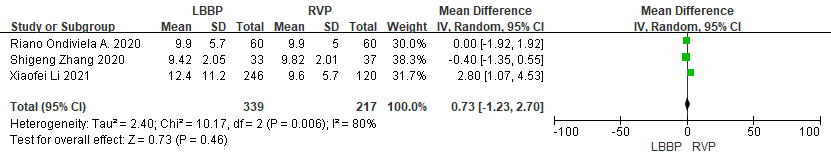 LBBP RVP Mean Difference Mean Difference
Study or Subgroup Mean SD Total Mean SD Total Weight IV, Random, 95% CI IV, Random, 95% CI
Riano Ondiviela A. 2020 9.9 5.7 60 9.9 5 60 30.0% 0.00 [-1.92, 1.92]
Shigeng Zhang 2020 9.42 2.05 33 9.82 2.01 37 38.3% -0.40 [-1.35, 0.55]
Xiaofei Li 2021 12.4 11.2 246 9.6 5.7 120 31.7% 2.80 [1.07, 4.53]
Total (95% CI) 339 217 100.0% 0.73 [-1.23, 2.70]
Heterogeneity: Tau² = 2.40; Chi² = 10.17, df = 2 (P = 0.006); I² = 80%
Test for overall effect: Z = 0.73 (P = 0.46)
-100 -50 0 50 100
LBBP RVP